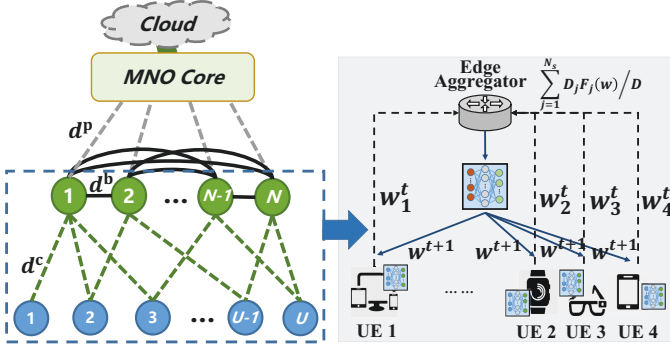 Cloud
MNO Core
d^p
1 d^b 2 ... N-1 N
d^c
1 2 3 ... U-1 U
Edge
Aggregator
\sum_{j=1}^{N_s} D_j F_j(w) / D
w_1^t w_2^t w_3^t w_4^t
w^{t+1} w^{t+1} w^{t+1} w^{t+1}
... ...
UE 1 UE 2 UE 3 UE 4